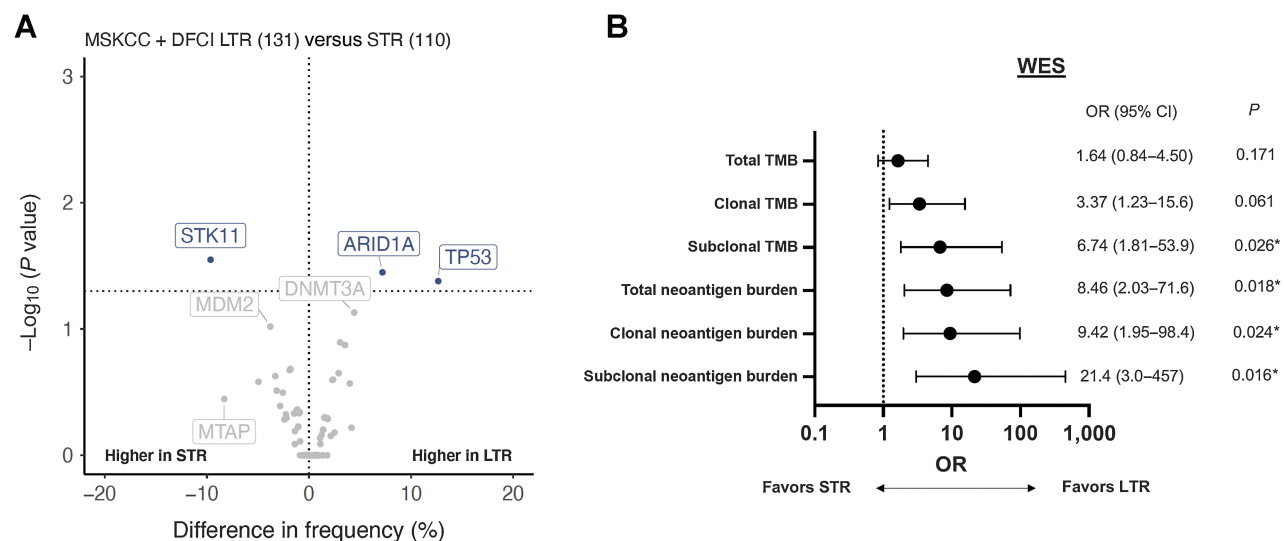 A
MSKCC + DFCI LTR (131) versus STR (110)
3
2
1
0
–Log10 (P value)
STK11
ARID1A
TP53
DNMT3A
MDM2
MTAP
Higher in STR
Higher in LTR
−20
−10
0
10
20
Difference in frequency (%)
B
WES
OR (95% CI)
P
Total TMB
1.64 (0.84–4.50)
0.171
Clonal TMB
3.37 (1.23–15.6)
0.061
Subclonal TMB
6.74 (1.81–53.9)
0.026*
Total neoantigen burden
8.46 (2.03–71.6)
0.018*
Clonal neoantigen burden
9.42 (1.95–98.4)
0.024*
Subclonal neoantigen burden
21.4 (3.0–457)
0.016*
0.1
1
10
100
1,000
OR
Favors STR
Favors LTR